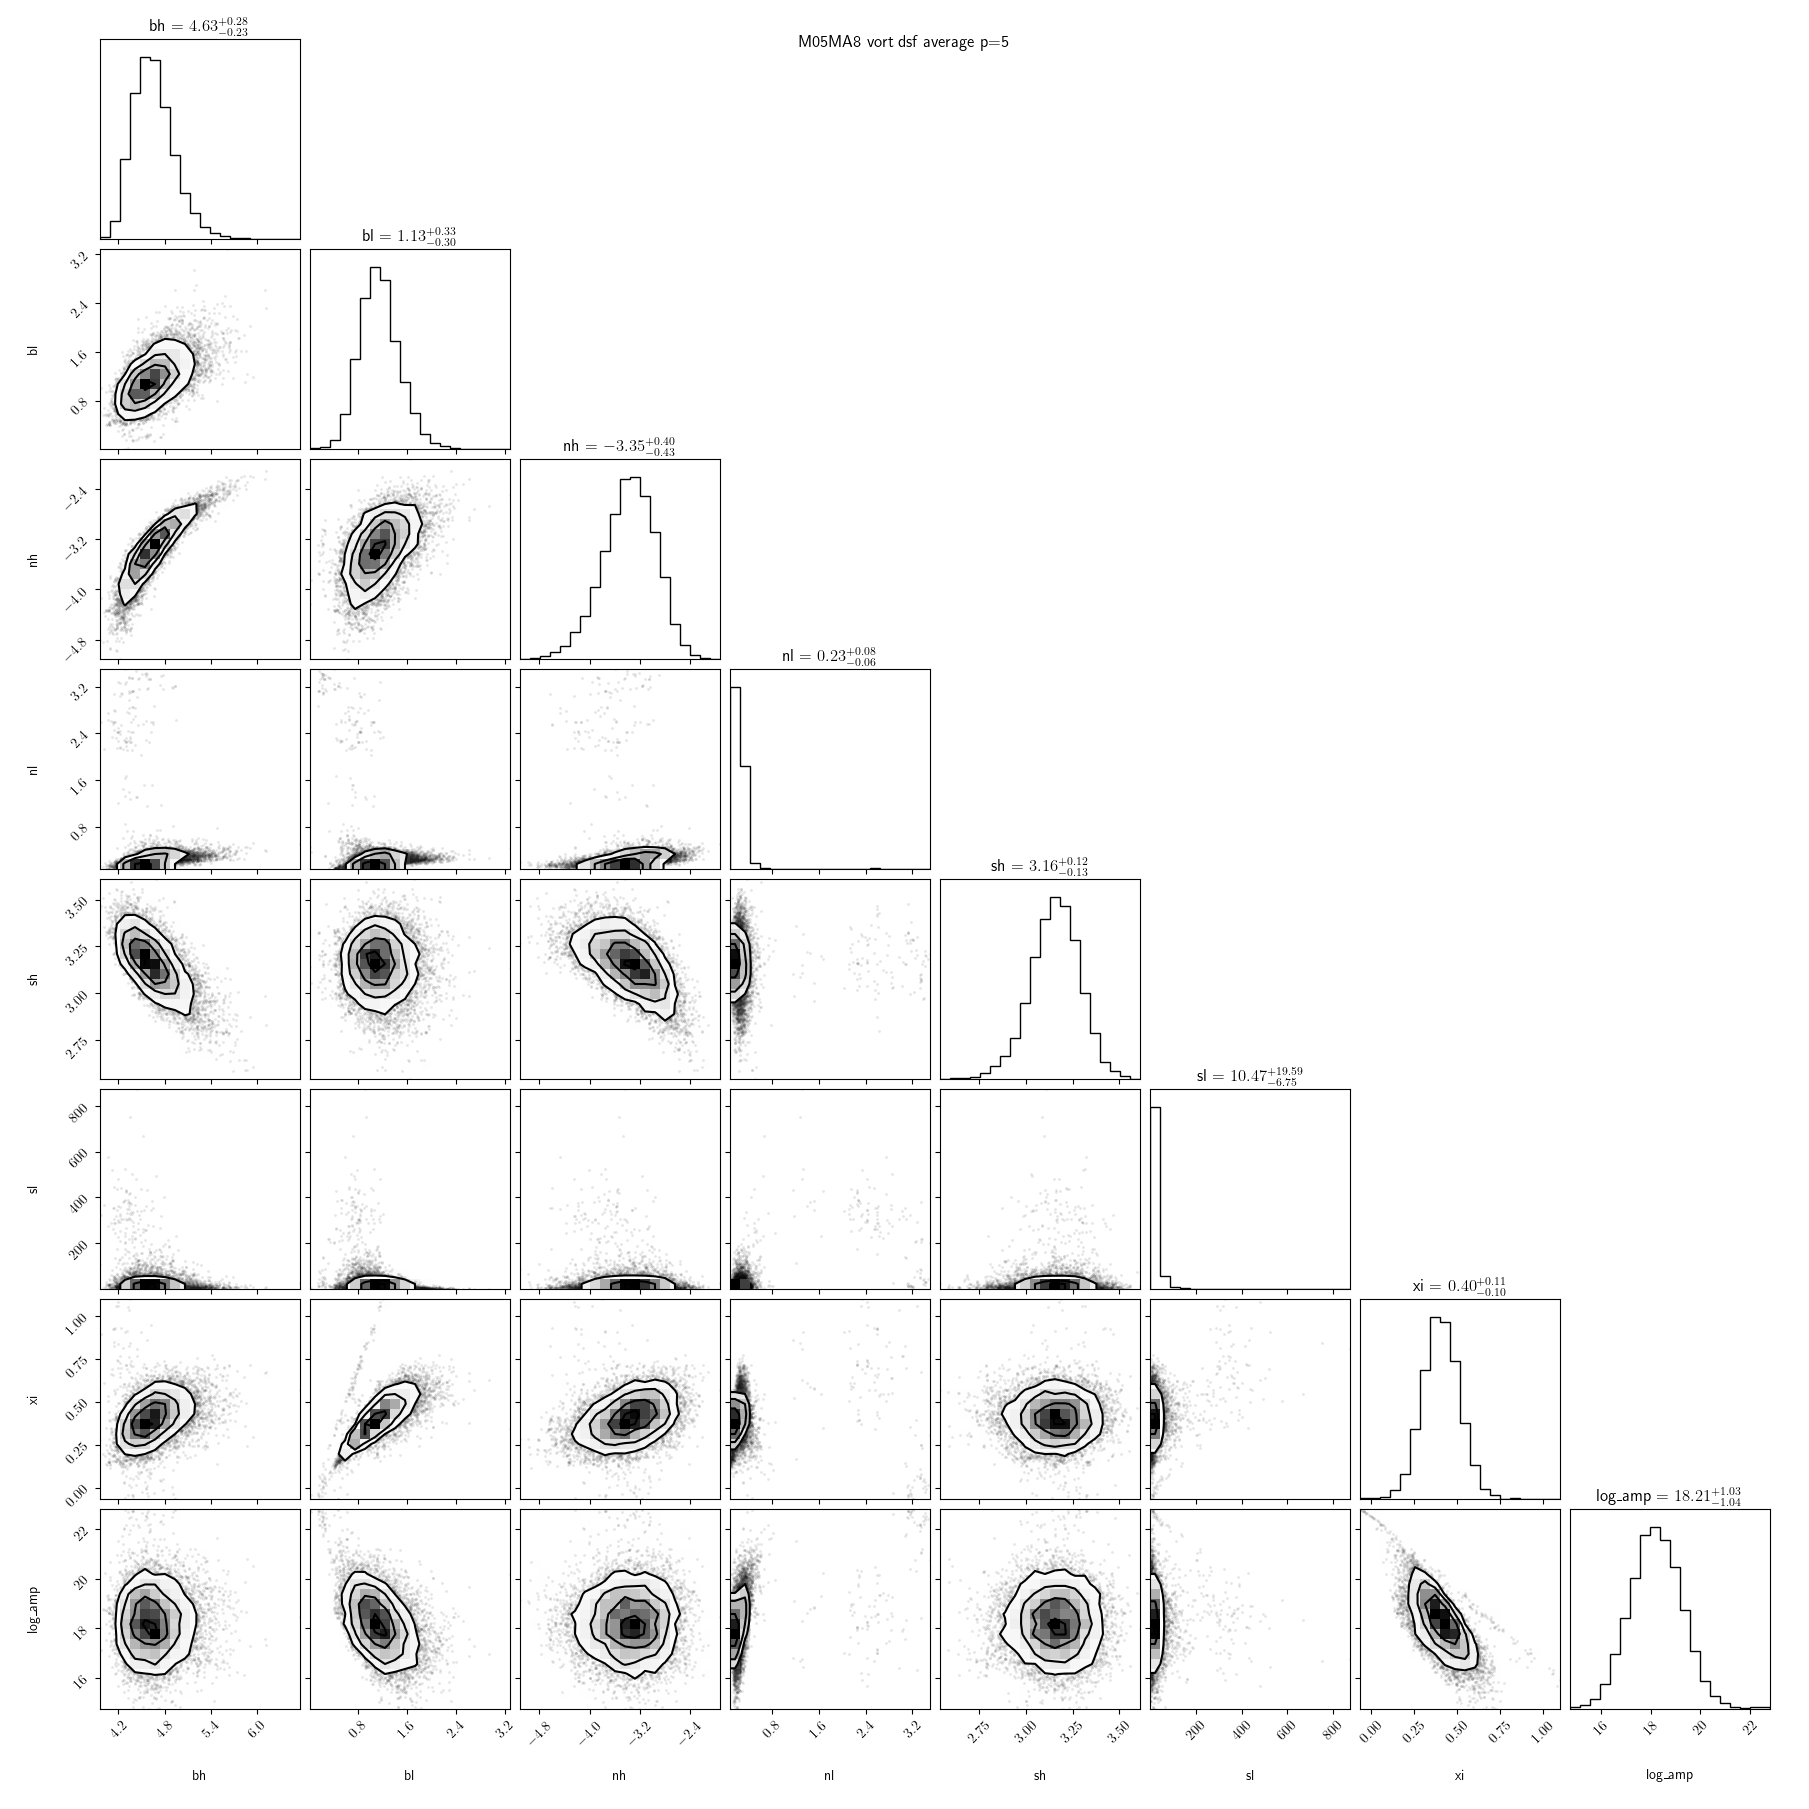 M05MA8 vort dsf average p=5
bh = 4.63+0.28−0.23
bl = 1.13+0.33−0.30
3.2
2.4
1.6
0.8
bl
nh = −3.35+0.40−0.43
−2.4
−3.2
−4.0
−4.8
nh
nl = 0.23+0.08−0.06
3.2
2.4
1.6
0.8
nl
sh = 3.16+0.12−0.13
3.50
3.25
3.00
2.75
sh
sl = 10.47+19.59−6.75
800
600
400
200
sl
xi = 0.40+0.11−0.10
1.00
0.75
0.50
0.25
0.00
xi
log_amp = 18.21+1.03−1.04
22
20
18
16
log_amp
4.2 4.8 5.4 6.0 0.8 1.6 2.4 3.2 −4.8 −4.0 −3.2 −2.4 0.8 1.6 2.4 3.2 2.75 3.00 3.25 3.50 200 400 600 800 0.00 0.25 0.50 0.75 1.00 16 18 20 22
bh bl nh nl sh sl xi log_amp